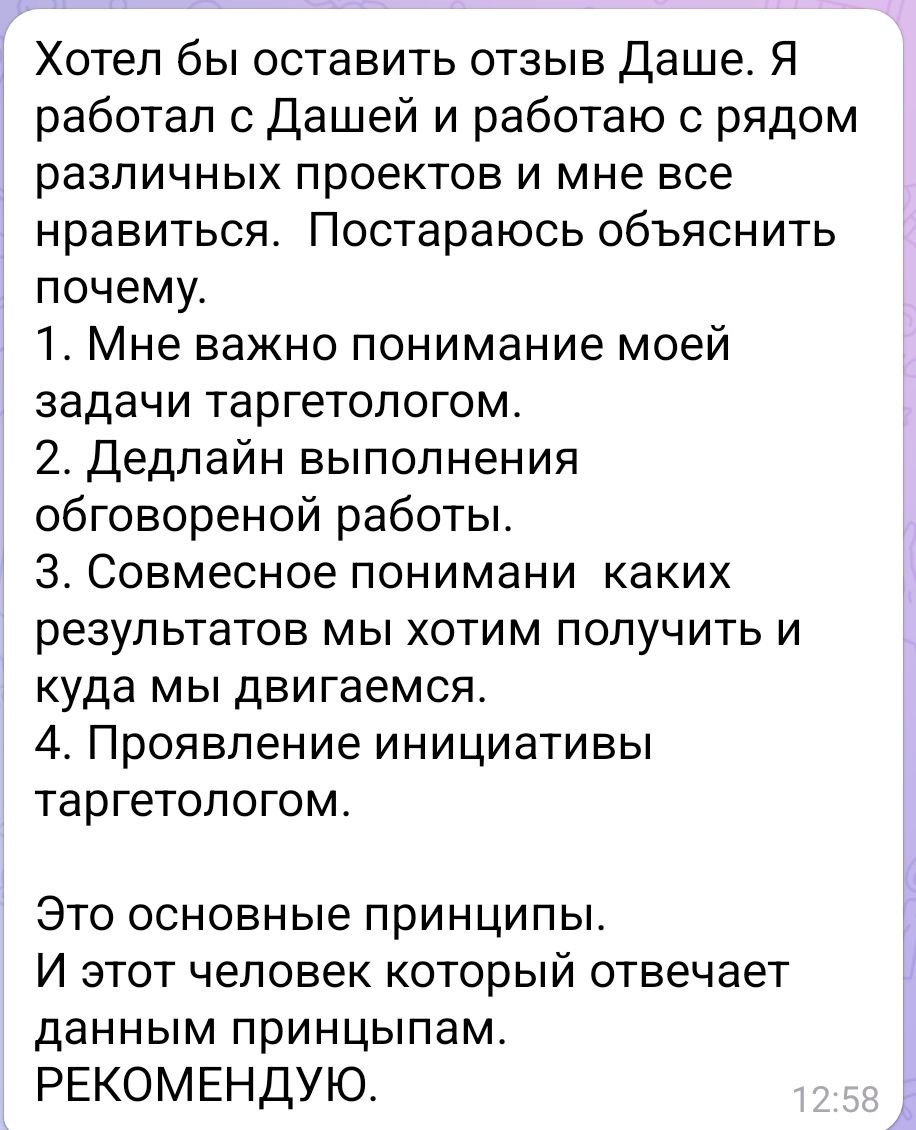 Хотел бы оставить отзыв Даше. Я
работал с Дашей и работаю с рядом
различных проектов и мне все
нравиться.  Постараюсь объяснить
почему.
1. Мне важно понимание моей
задачи таргетологом.
2. Дедлайн выполнения
обговореной работы.
3. Совмесное понимани  каких
результатов мы хотим получить и
куда мы двигаемся.
4. Проявление инициативы
таргетологом.

Это основные принципы.
И этот человек который отвечает
данным принцыпам.
РЕКОМЕНДУЮ.
12:58